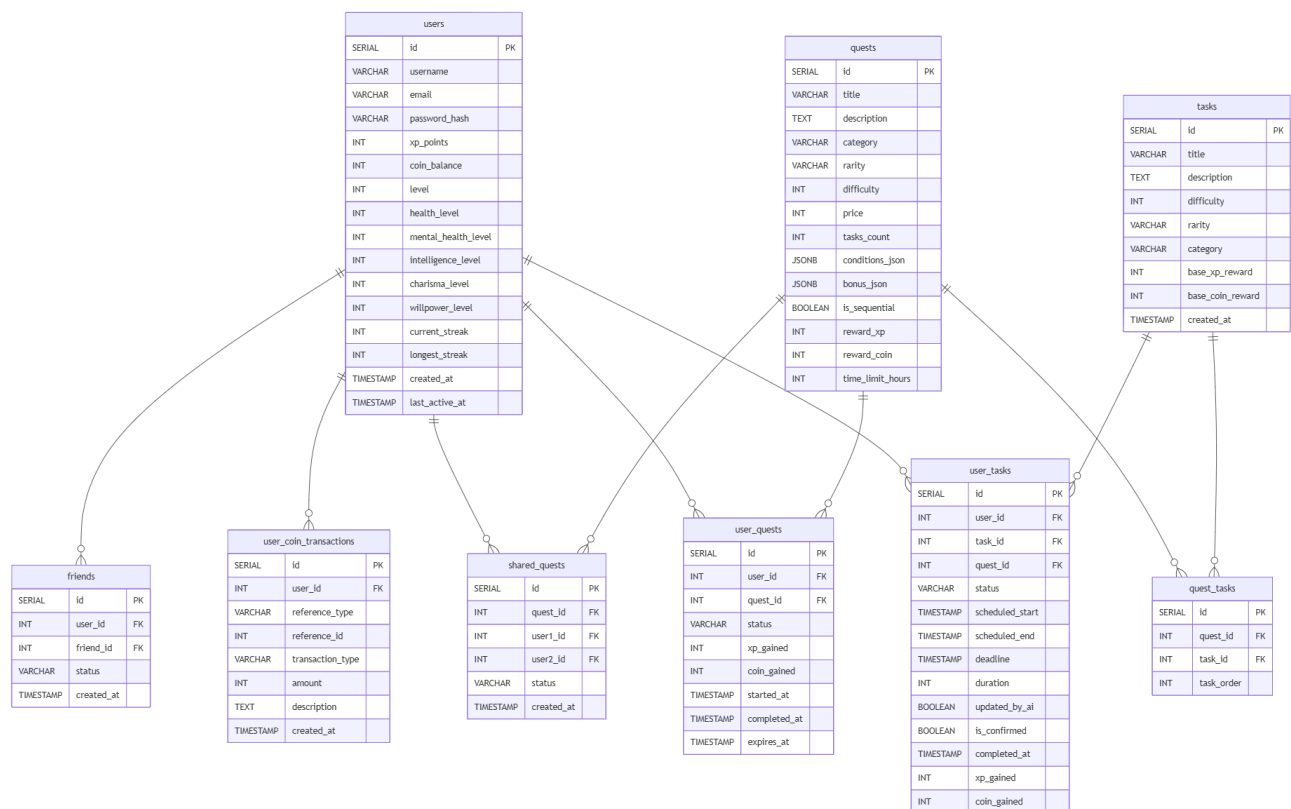 users
SERIAL id PK
VARCHAR username
VARCHAR email
VARCHAR password_hash
INT xp_points
INT coin_balance
INT level
INT health_level
INT mental_health_level
INT intelligence_level
INT charisma_level
INT willpower_level
INT current_streak
INT longest_streak
TIMESTAMP created_at
TIMESTAMP last_active_at
quests
SERIAL id PK
VARCHAR title
TEXT description
VARCHAR category
VARCHAR rarity
INT difficulty
INT price
INT tasks_count
JSONB conditions_json
JSONB bonus_json
BOOLEAN is_sequential
INT reward_xp
INT reward_coin
INT time_limit_hours
tasks
SERIAL id PK
VARCHAR title
TEXT description
INT difficulty
VARCHAR rarity
VARCHAR category
INT base_xp_reward
INT base_coin_reward
TIMESTAMP created_at
friends
SERIAL id PK
INT user_id FK
INT friend_id FK
VARCHAR status
TIMESTAMP created_at
user_coin_transactions
SERIAL id PK
INT user_id FK
VARCHAR reference_type
INT reference_id
VARCHAR transaction_type
INT amount
TEXT description
TIMESTAMP created_at
shared_quests
SERIAL id PK
INT quest_id FK
INT user1_id FK
INT user2_id FK
VARCHAR status
TIMESTAMP created_at
user_quests
SERIAL id PK
INT user_id FK
INT quest_id FK
VARCHAR status
INT xp_gained
INT coin_gained
TIMESTAMP started_at
TIMESTAMP completed_at
TIMESTAMP expires_at
user_tasks
SERIAL id PK
INT user_id FK
INT task_id FK
INT quest_id FK
VARCHAR status
TIMESTAMP scheduled_start
TIMESTAMP scheduled_end
TIMESTAMP deadline
INT duration
BOOLEAN updated_by_ai
BOOLEAN is_confirmed
TIMESTAMP completed_at
INT xp_gained
INT coin_gained
quest_tasks
SERIAL id PK
INT quest_id FK
INT task_id FK
INT task_order